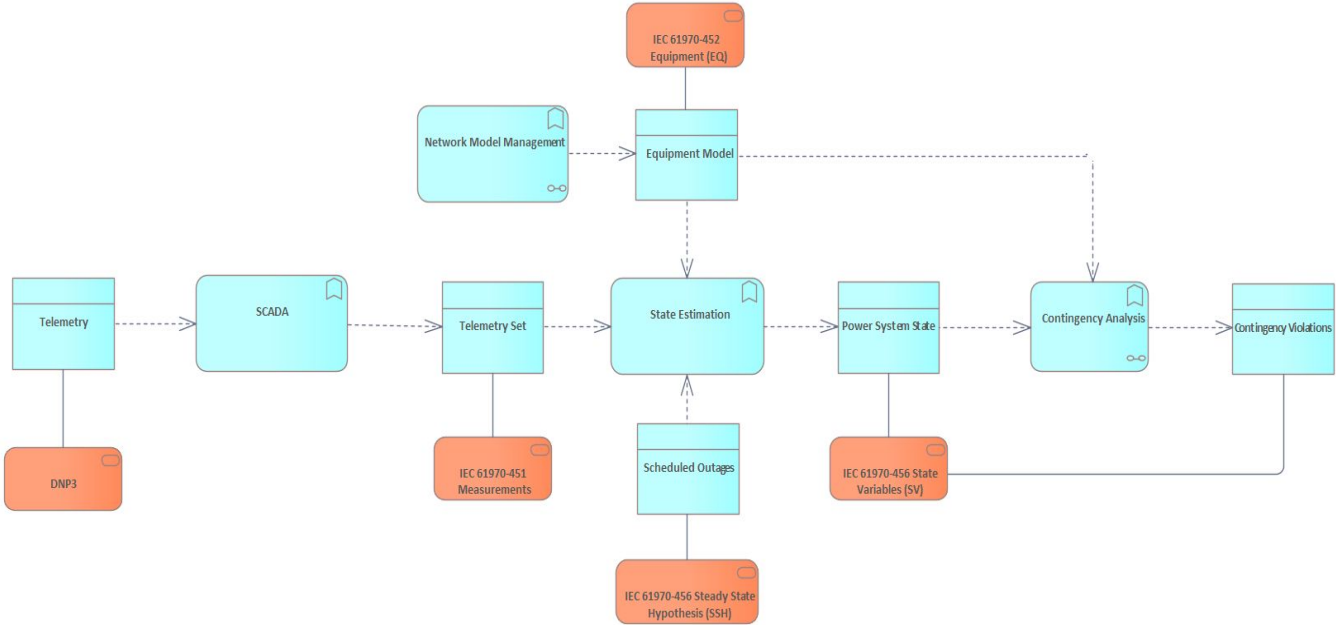 IEC 61970-452
Equipment (EQ)
Network Model Management
Equipment Model
Telemetry
SCADA
Telemetry Set
State Estimation
Power System State
Contingency Analysis
Contingency Violations
DNP3
IEC 61970-451
Measurements
Scheduled Outages
IEC 61970-456 State
Variables (SV)
IEC 61970-456 Steady State
Hypothesis (SSH)